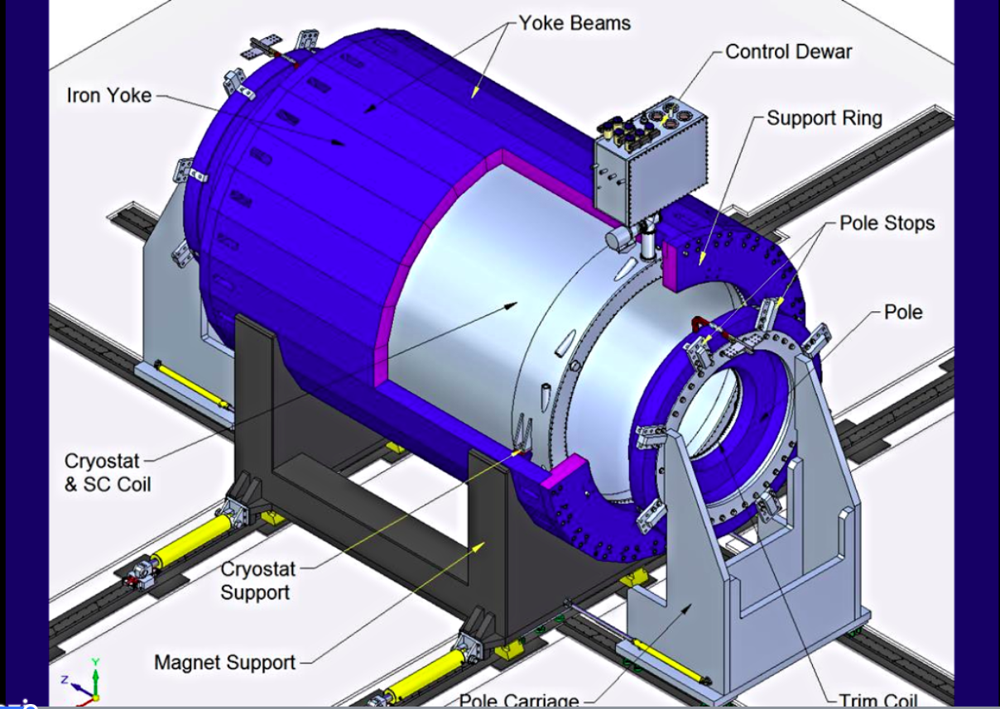 Yoke Beams
Control Dewar
Iron Yoke
Support Ring
Pole Stops
Pole
Cryostat
& SC Coil
Cryostat
Support
Magnet Support
Pole Carriage
Trim Coil
Y
Z